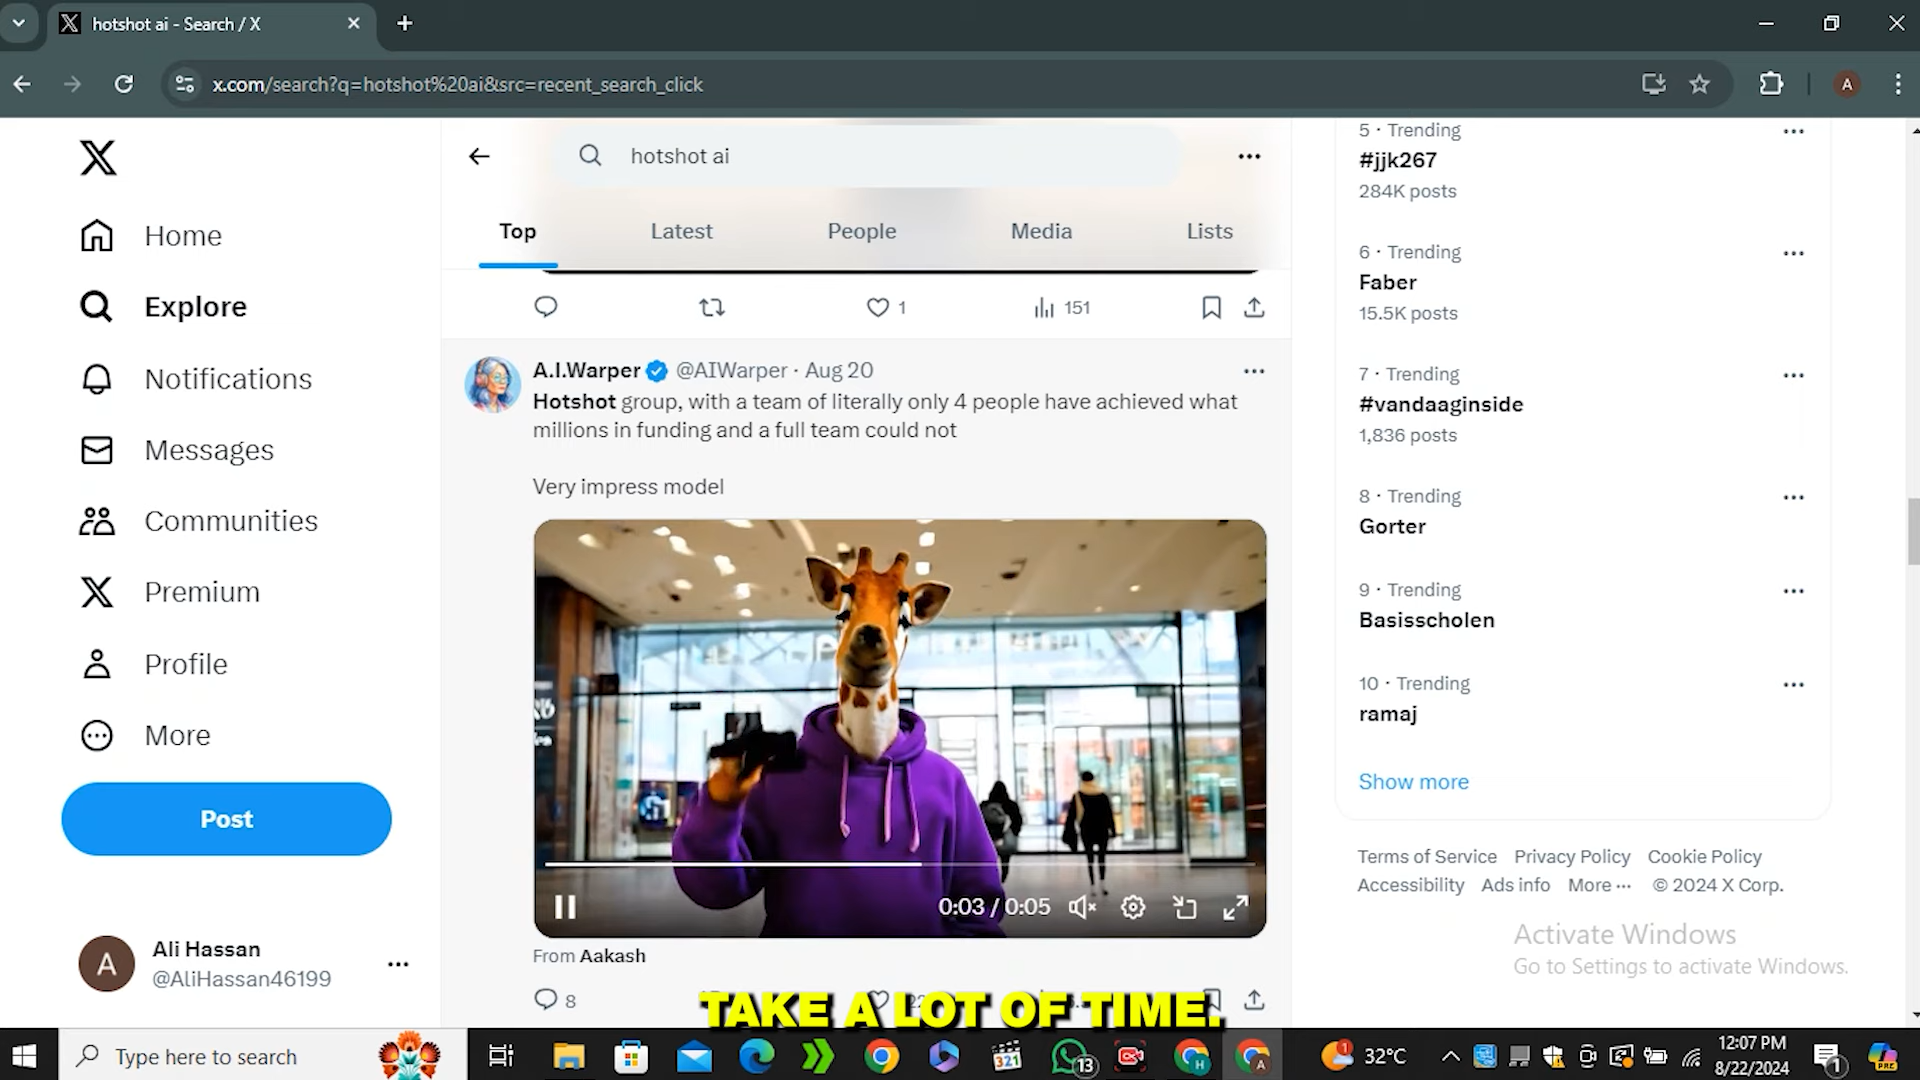 hotshot ai - Search / X
x.com/search?q=hotshot%20ai&src=recent_search_click
A
Home
Explore
Notifications
Messages
Communities
Premium
Profile
More
Post
A
Ali Hassan
@AliHassan46199
hotshot ai
Top
Latest
People
Media
Lists
1
151
A.I.Warper @AIWarper · Aug 20
Hotshot group, with a team of literally only 4 people have achieved what
millions in funding and a full team could not
Very impress model
0:03 / 0:05
From Aakash
8
TAKE A LOT OF TIME.
5 · Trending
#jjk267
284K posts
6 · Trending
Faber
15.5K posts
7 · Trending
#vandaaginside
1,836 posts
8 · Trending
Gorter
9 · Trending
Basisscholen
10 · Trending
ramaj
Show more
Terms of Service Privacy Policy Cookie Policy
Accessibility Ads info More ··· © 2024 X Corp.
Activate Windows
Go to Settings to activate Windows.
Type here to search
321
13
H
A
1
32°C
12:07 PM
8/22/2024
1
PRE